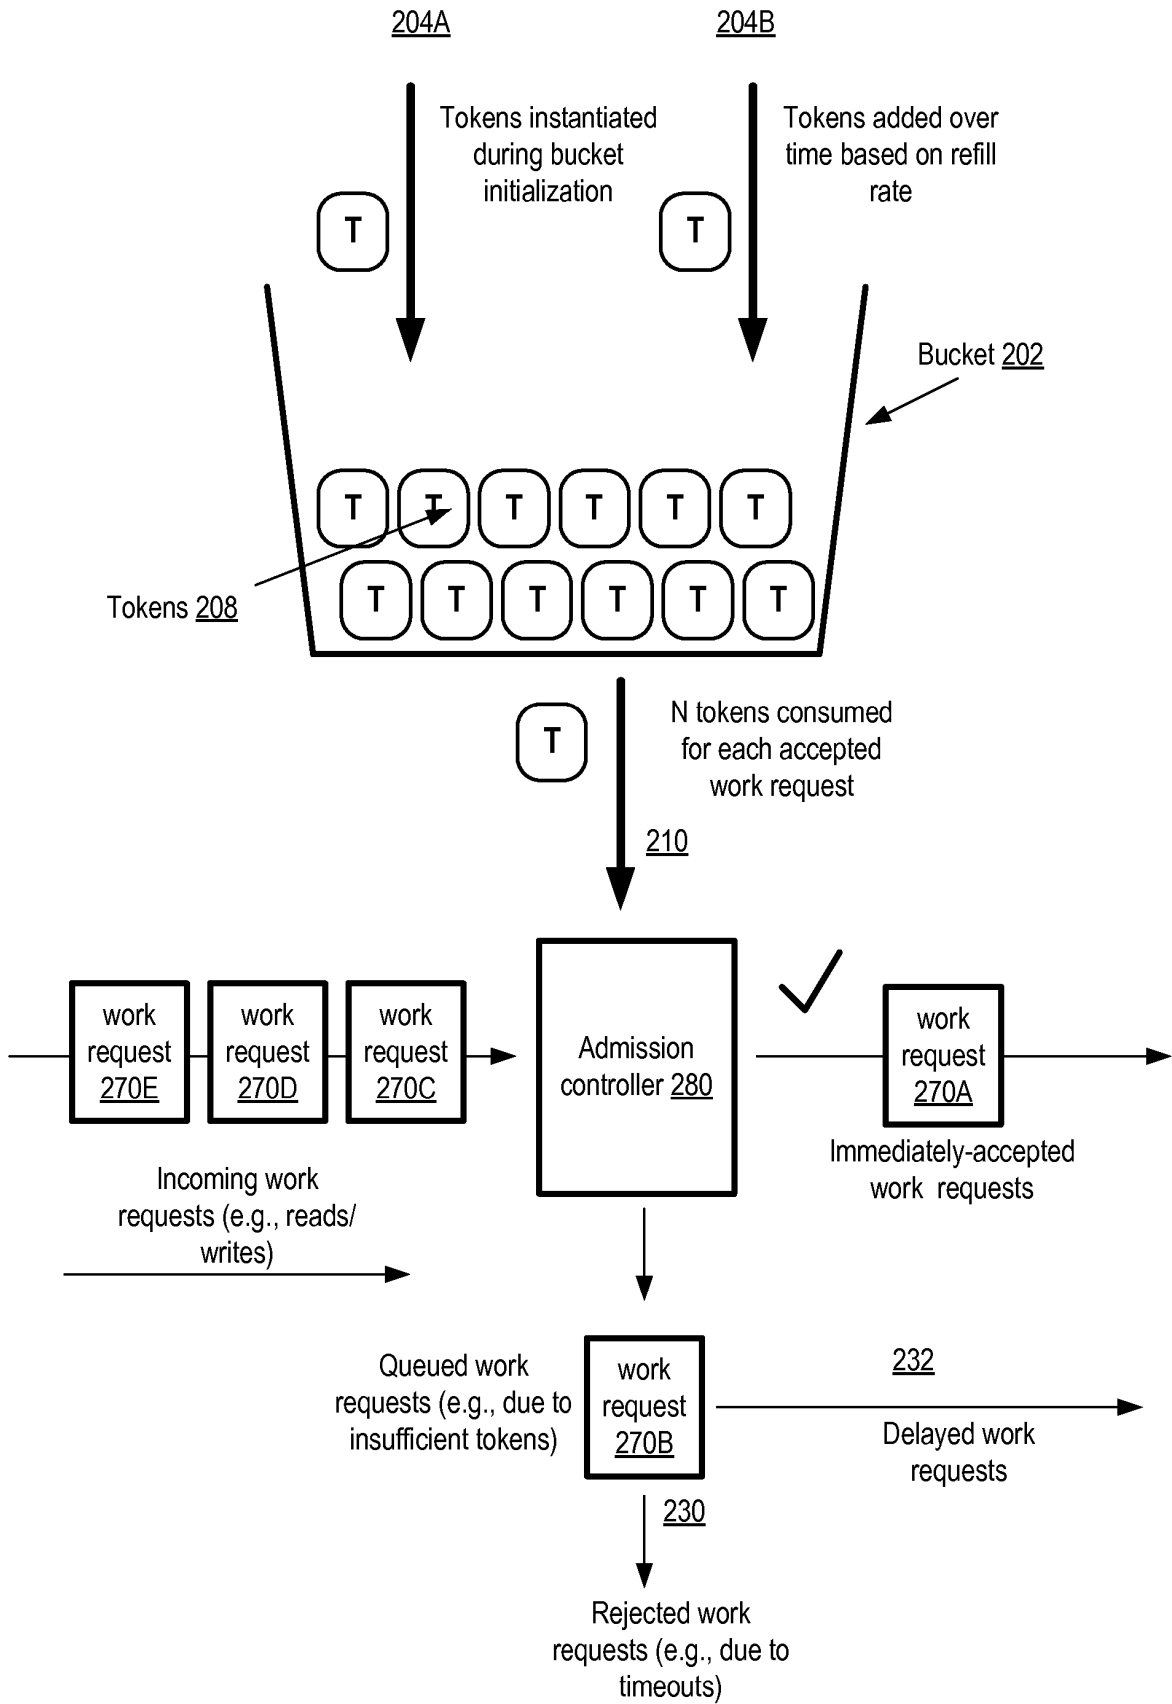 204A
204B
Tokens instantiated
during bucket
initialization
Tokens added over
time based on refill
rate
T
T
Bucket 202
T T T T T T
T T T T T T
Tokens 208
T
N tokens consumed
for each accepted
work request
210
work
request
270E
work
request
270D
work
request
270C
Admission
controller 280
work
request
270A
Immediately-accepted
work requests
Incoming work
requests (e.g., reads/
writes)
Queued work
requests (e.g., due to
insufficient tokens)
work
request
270B
232
Delayed work
requests
230
Rejected work
requests (e.g., due to
timeouts)